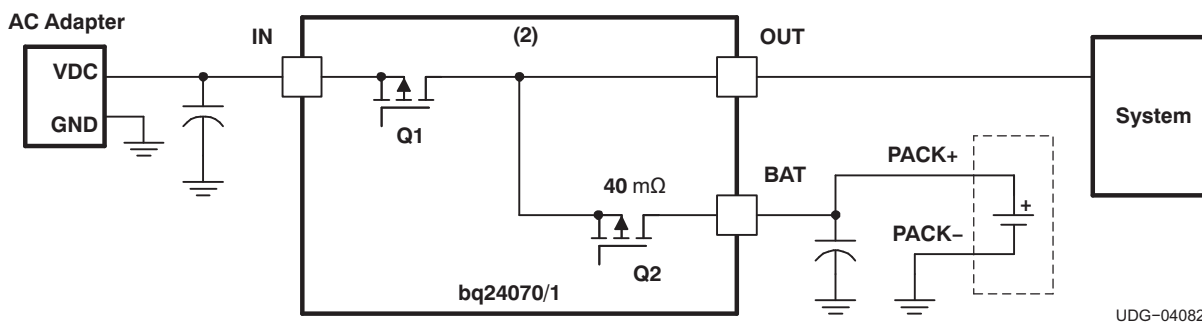 AC Adapter
VDC
GND
IN
(2)
OUT
Q1
System
PACK+
BAT
40 mΩ
+
PACK−
Q2
bq24070/1
UDG−04082